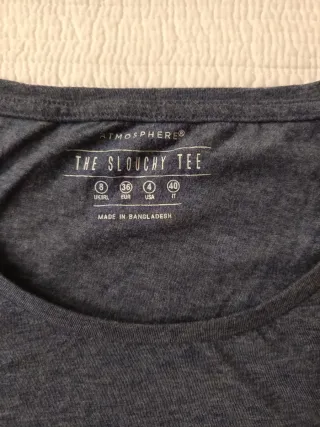 ATMOSPHERE®
THE SLOUCHY TEE
8 36 4 40
UK/IRL EUR USA IT
MADE IN BANGLADESH